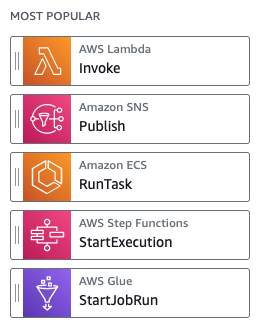 MOST POPULAR
AWS Lambda
Invoke
Amazon SNS
Publish
Amazon ECS
RunTask
AWS Step Functions
StartExecution
AWS Glue
StartJobRun